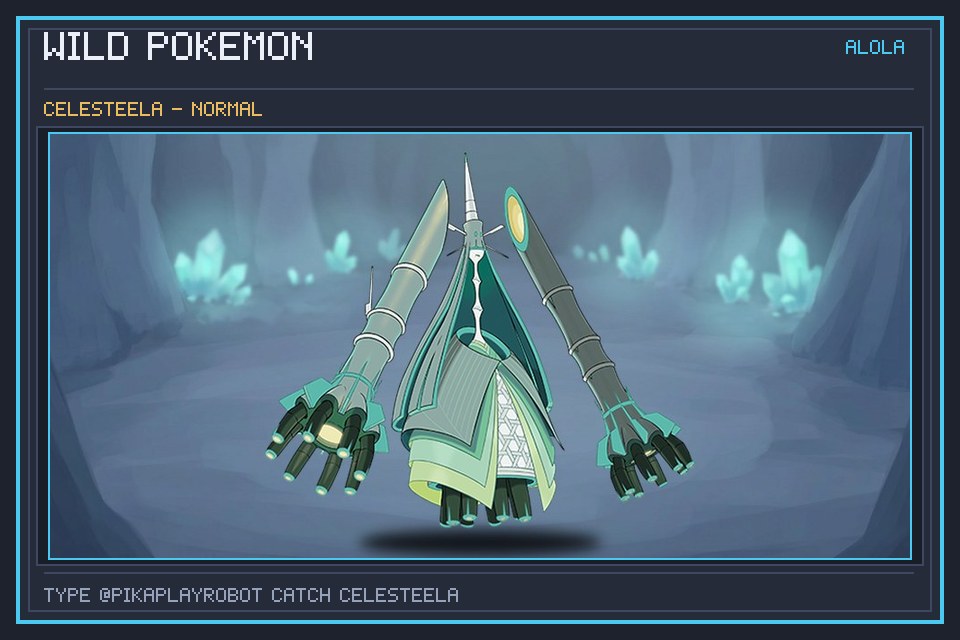 WILD POKEMON
ALOLA
CELESTEELA - NORMAL
TYPE @PIKAPLAYROBOT CATCH CELESTEELA